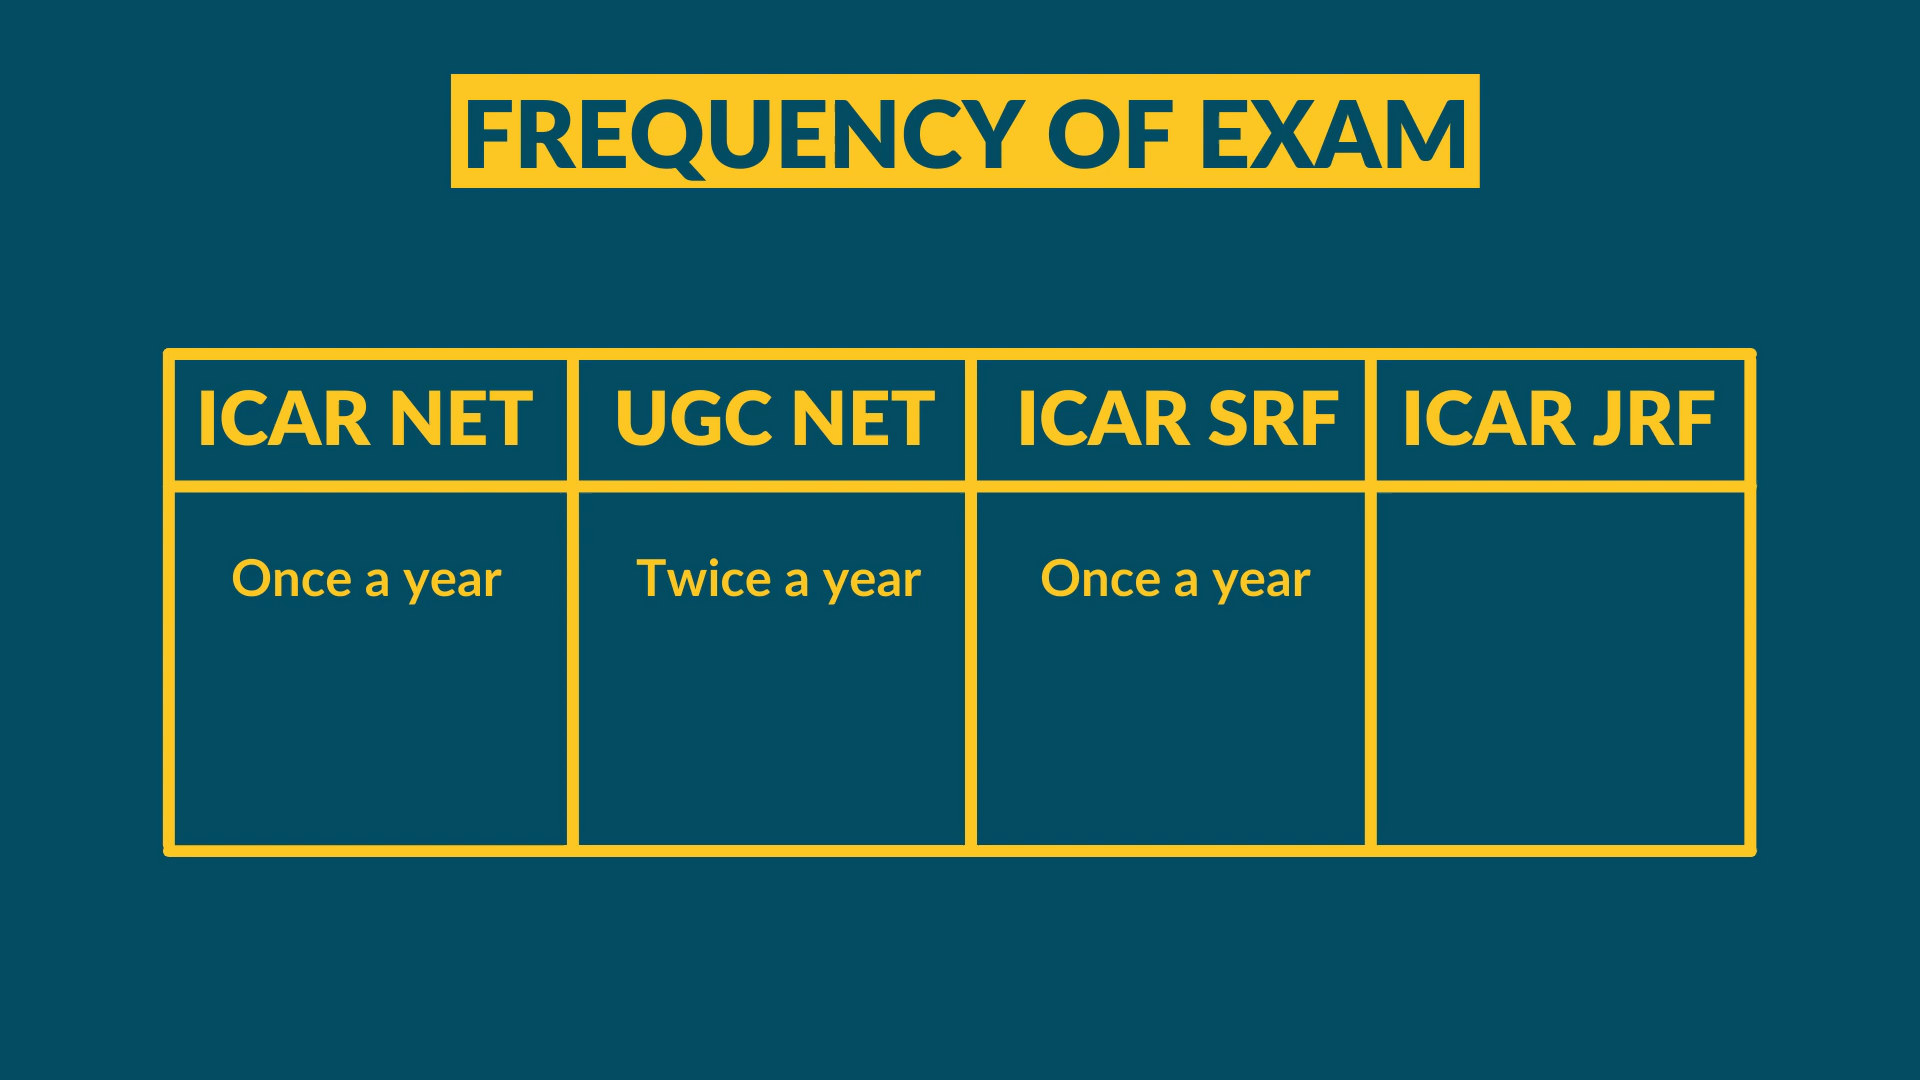 FREQUENCY OF EXAM
ICAR NET UGC NET ICAR SRF ICAR JRF
Once a year Twice a year Once a year